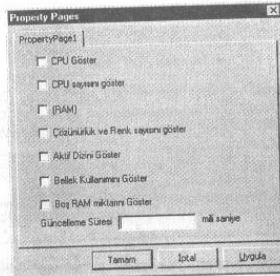 Property Pages
PropertyPage1
CPU Göster
CPU sayısını göster
(RAM)
Çözünürlük ve Renk sayısını göster
Aktif Dizini Göster
Bellek Kullanımını Göster
Boş RAM miktarını Göster
Güncelleme Süresi mili saniye
Tamam İptal Uygula